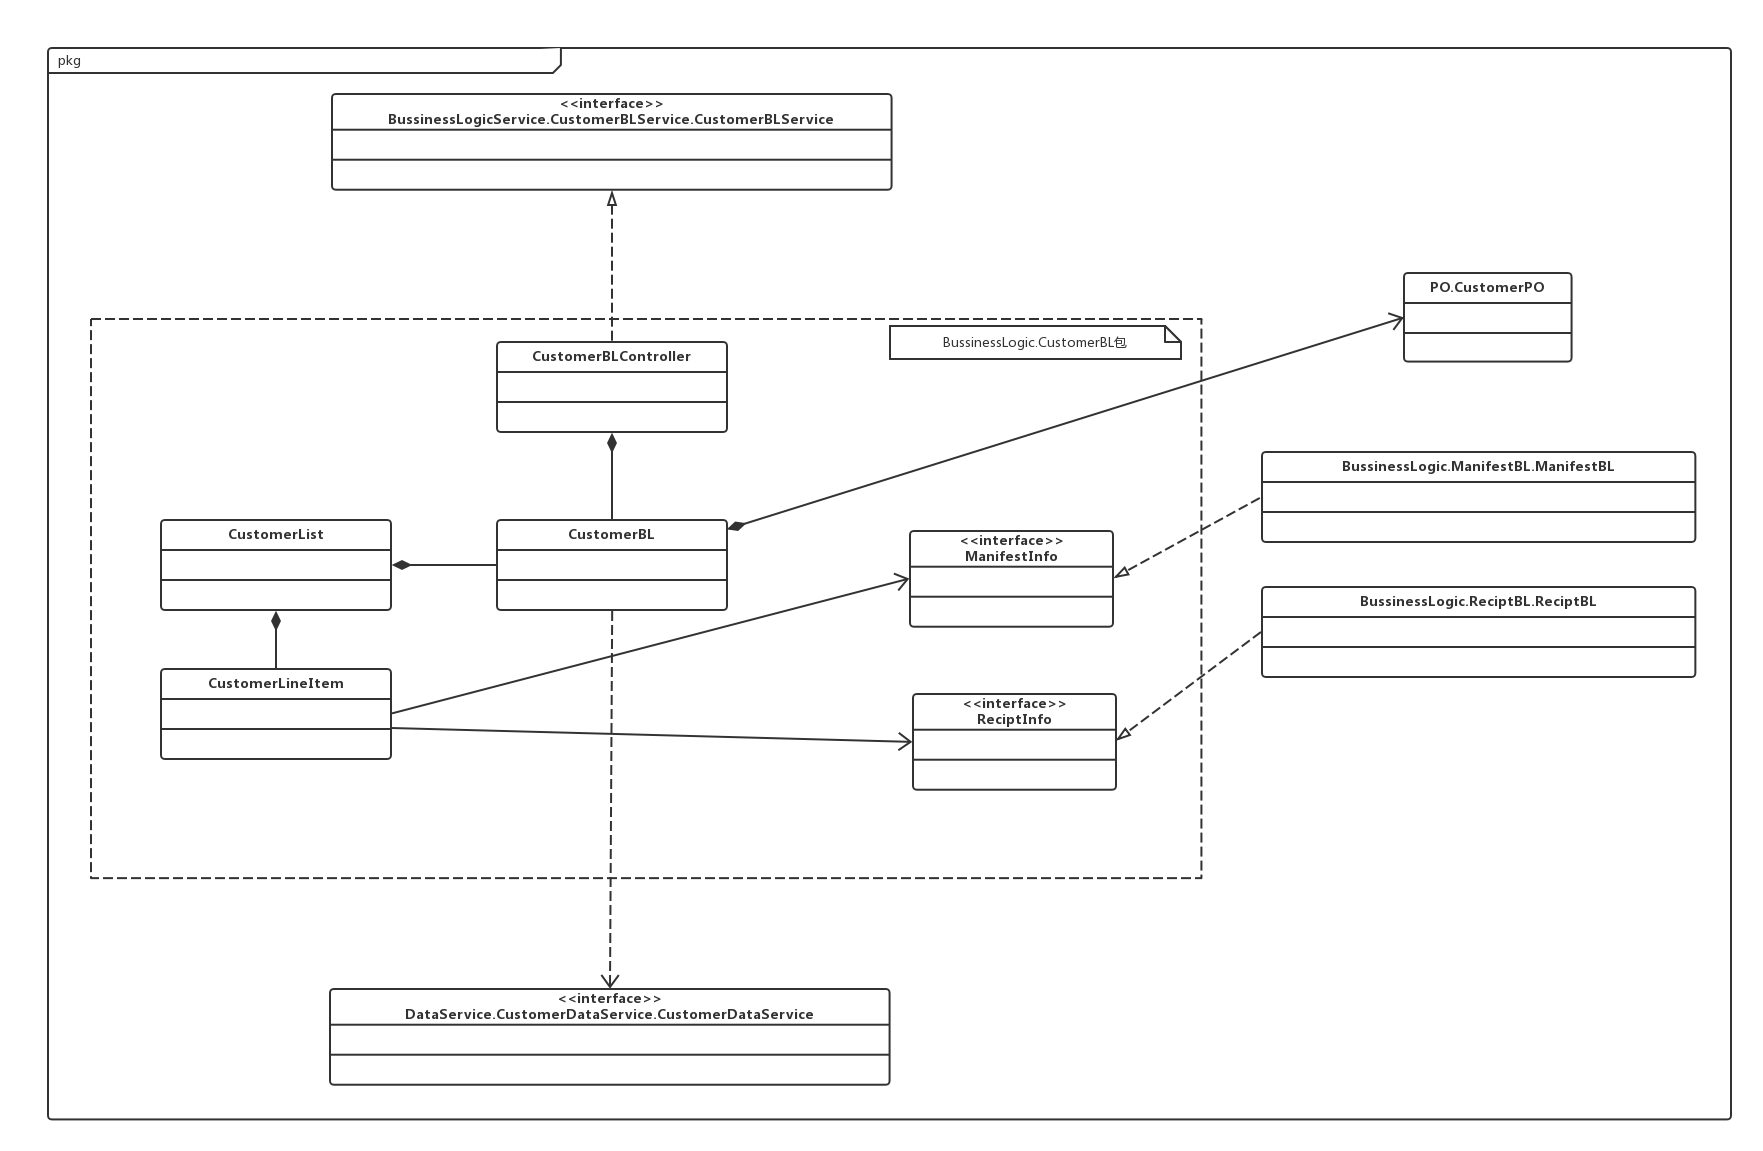 pkg
<<interface>>
BussinessLogicService.CustomerBLService.CustomerBLService
PO.CustomerPO
BussinessLogic.CustomerBL包
CustomerBLController
BussinessLogic.ManifestBL.ManifestBL
CustomerList
CustomerBL
<<interface>>
ManifestInfo
BussinessLogic.ReciptBL.ReciptBL
CustomerLineItem
<<interface>>
ReciptInfo
<<interface>>
DataService.CustomerDataService.CustomerDataService